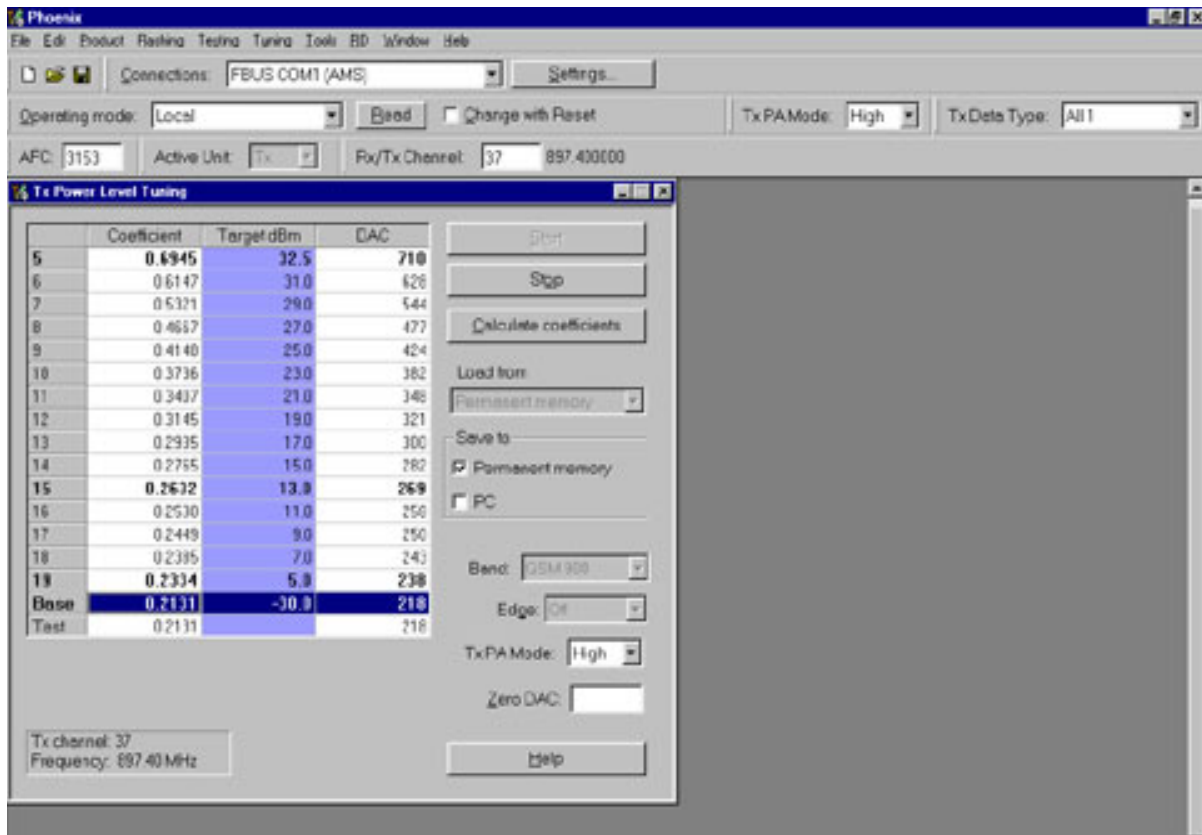 Phoenix
File Edit Product Flashing Testing Tuning Tools BD Window Help
Connections: FBUS COM1 (AMS) Settings...
Operating mode: Local Read Change with Reset Tx PA Mode: High Tx Data Type: All 1
AFC: 3153 Active Unit: Tx Rx/Tx Channel: 37 897.400000
Tx Power Level Tuning
Coefficient Target dBm DAC
5 0.6945 32.5 710
6 0.6147 31.0 628
7 0.5321 29.0 544
8 0.4667 27.0 477
9 0.4148 25.0 424
10 0.3736 23.0 382
11 0.3407 21.0 348
12 0.3145 19.0 321
13 0.2935 17.0 300
14 0.2765 15.0 282
15 0.2632 13.0 269
16 0.2530 11.0
17 0.2449 9.0 250
18 0.2385 7.0 243
19 0.2334 5.0 238
Base 0.2131 -30.0 218
Test 0.2131 218
Start
Stop
Calculate coefficients
Load from
Permanent memory
Save to
Permanent memory
PC
Band: GSM 900
Edge: Off
Tx PA Mode: High
Zero DAC:
Help
Tx channel: 37
Frequency: 897.40 MHz